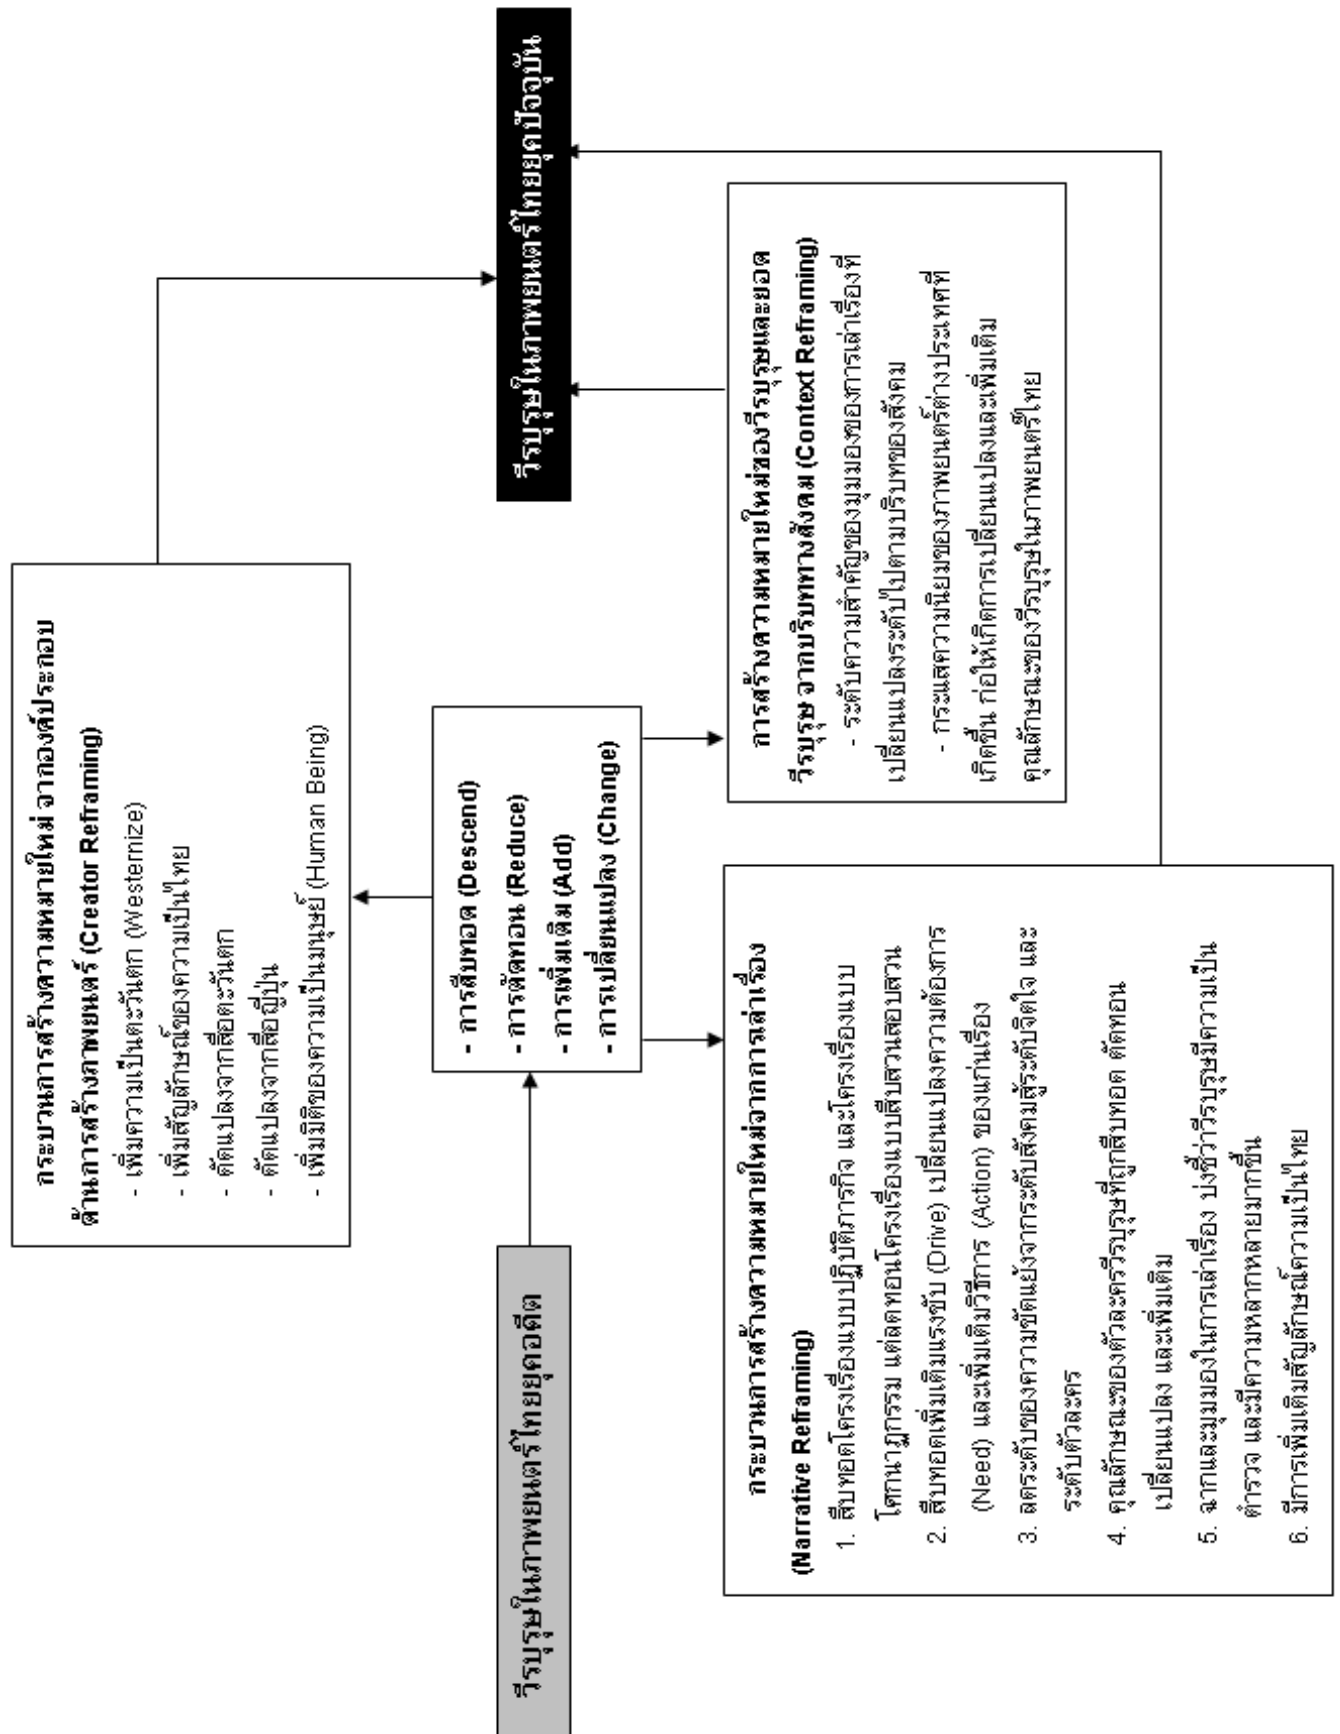 วีรบุรุษในภาพยนตร์ไทยยุคอดีต
กระบวนการสร้างความหมายใหม่ จากองค์ประกอบ
ด้านการสร้างภาพยนตร์ (Creator Reframing)
- เพิ่มความเป็นตะวันตก (Westernize)
- เพิ่มสัญลักษณ์ของความเป็นไทย
- ดัดแปลงจากสื่อตะวันตก
- ดัดแปลงจากสื่อญี่ปุ่น
- เพิ่มมิติของความเป็นมนุษย์ (Human Being)
- การสืบทอด (Descend)
- การตัดทอน (Reduce)
- การเพิ่มเติม (Add)
- การเปลี่ยนแปลง (Change)
กระบวนการสร้างความหมายใหม่จากการเล่าเรื่อง
(Narrative Reframing)
1. สืบทอดโครงเรื่องแบบปฏิบัติภารกิจ และโครงเรื่องแบบ
โศกนาฏกรรม แต่ลดทอนโครงเรื่องแบบสืบสวนสอบสวน
2. สืบทอดเพิ่มเติมแรงขับ (Drive) เปลี่ยนแปลงความต้องการ
(Need) และเพิ่มเติมวิธีการ (Action) ของแก่นเรื่อง
3. ลดระดับของความขัดแย้งจากระดับสังคมสู่ระดับจิตใจ และ
ระดับตัวละคร
4. คุณลักษณะของตัวละครวีรบุรุษที่ถูกสืบทอด ตัดทอน
เปลี่ยนแปลง และเพิ่มเติม
5. ฉากและมุมมองในการเล่าเรื่อง บ่งชี้ว่าวีรบุรุษมีความเป็น
ตำรวจ และมีความหลากหลายมากขึ้น
6. มีการเพิ่มเติมสัญลักษณ์ความเป็นไทย
การสร้างความหมายใหม่ของวีรบุรุษและยอด
วีรบุรุษ จากบริบททางสังคม (Context Reframing)
- ระดับความสำคัญของมุมมองของการเล่าเรื่องที่
เปลี่ยนแปลงระดับไปตามบริบทของสังคม
- กระแสความนิยมของภาพยนตร์ต่างประเทศที่
เกิดขึ้น ก่อให้เกิดการเปลี่ยนแปลงและเพิ่มเติม
คุณลักษณะของวีรบุรุษในภาพยนตร์ไทย
วีรบุรุษในภาพยนตร์ไทยยุคปัจจุบัน